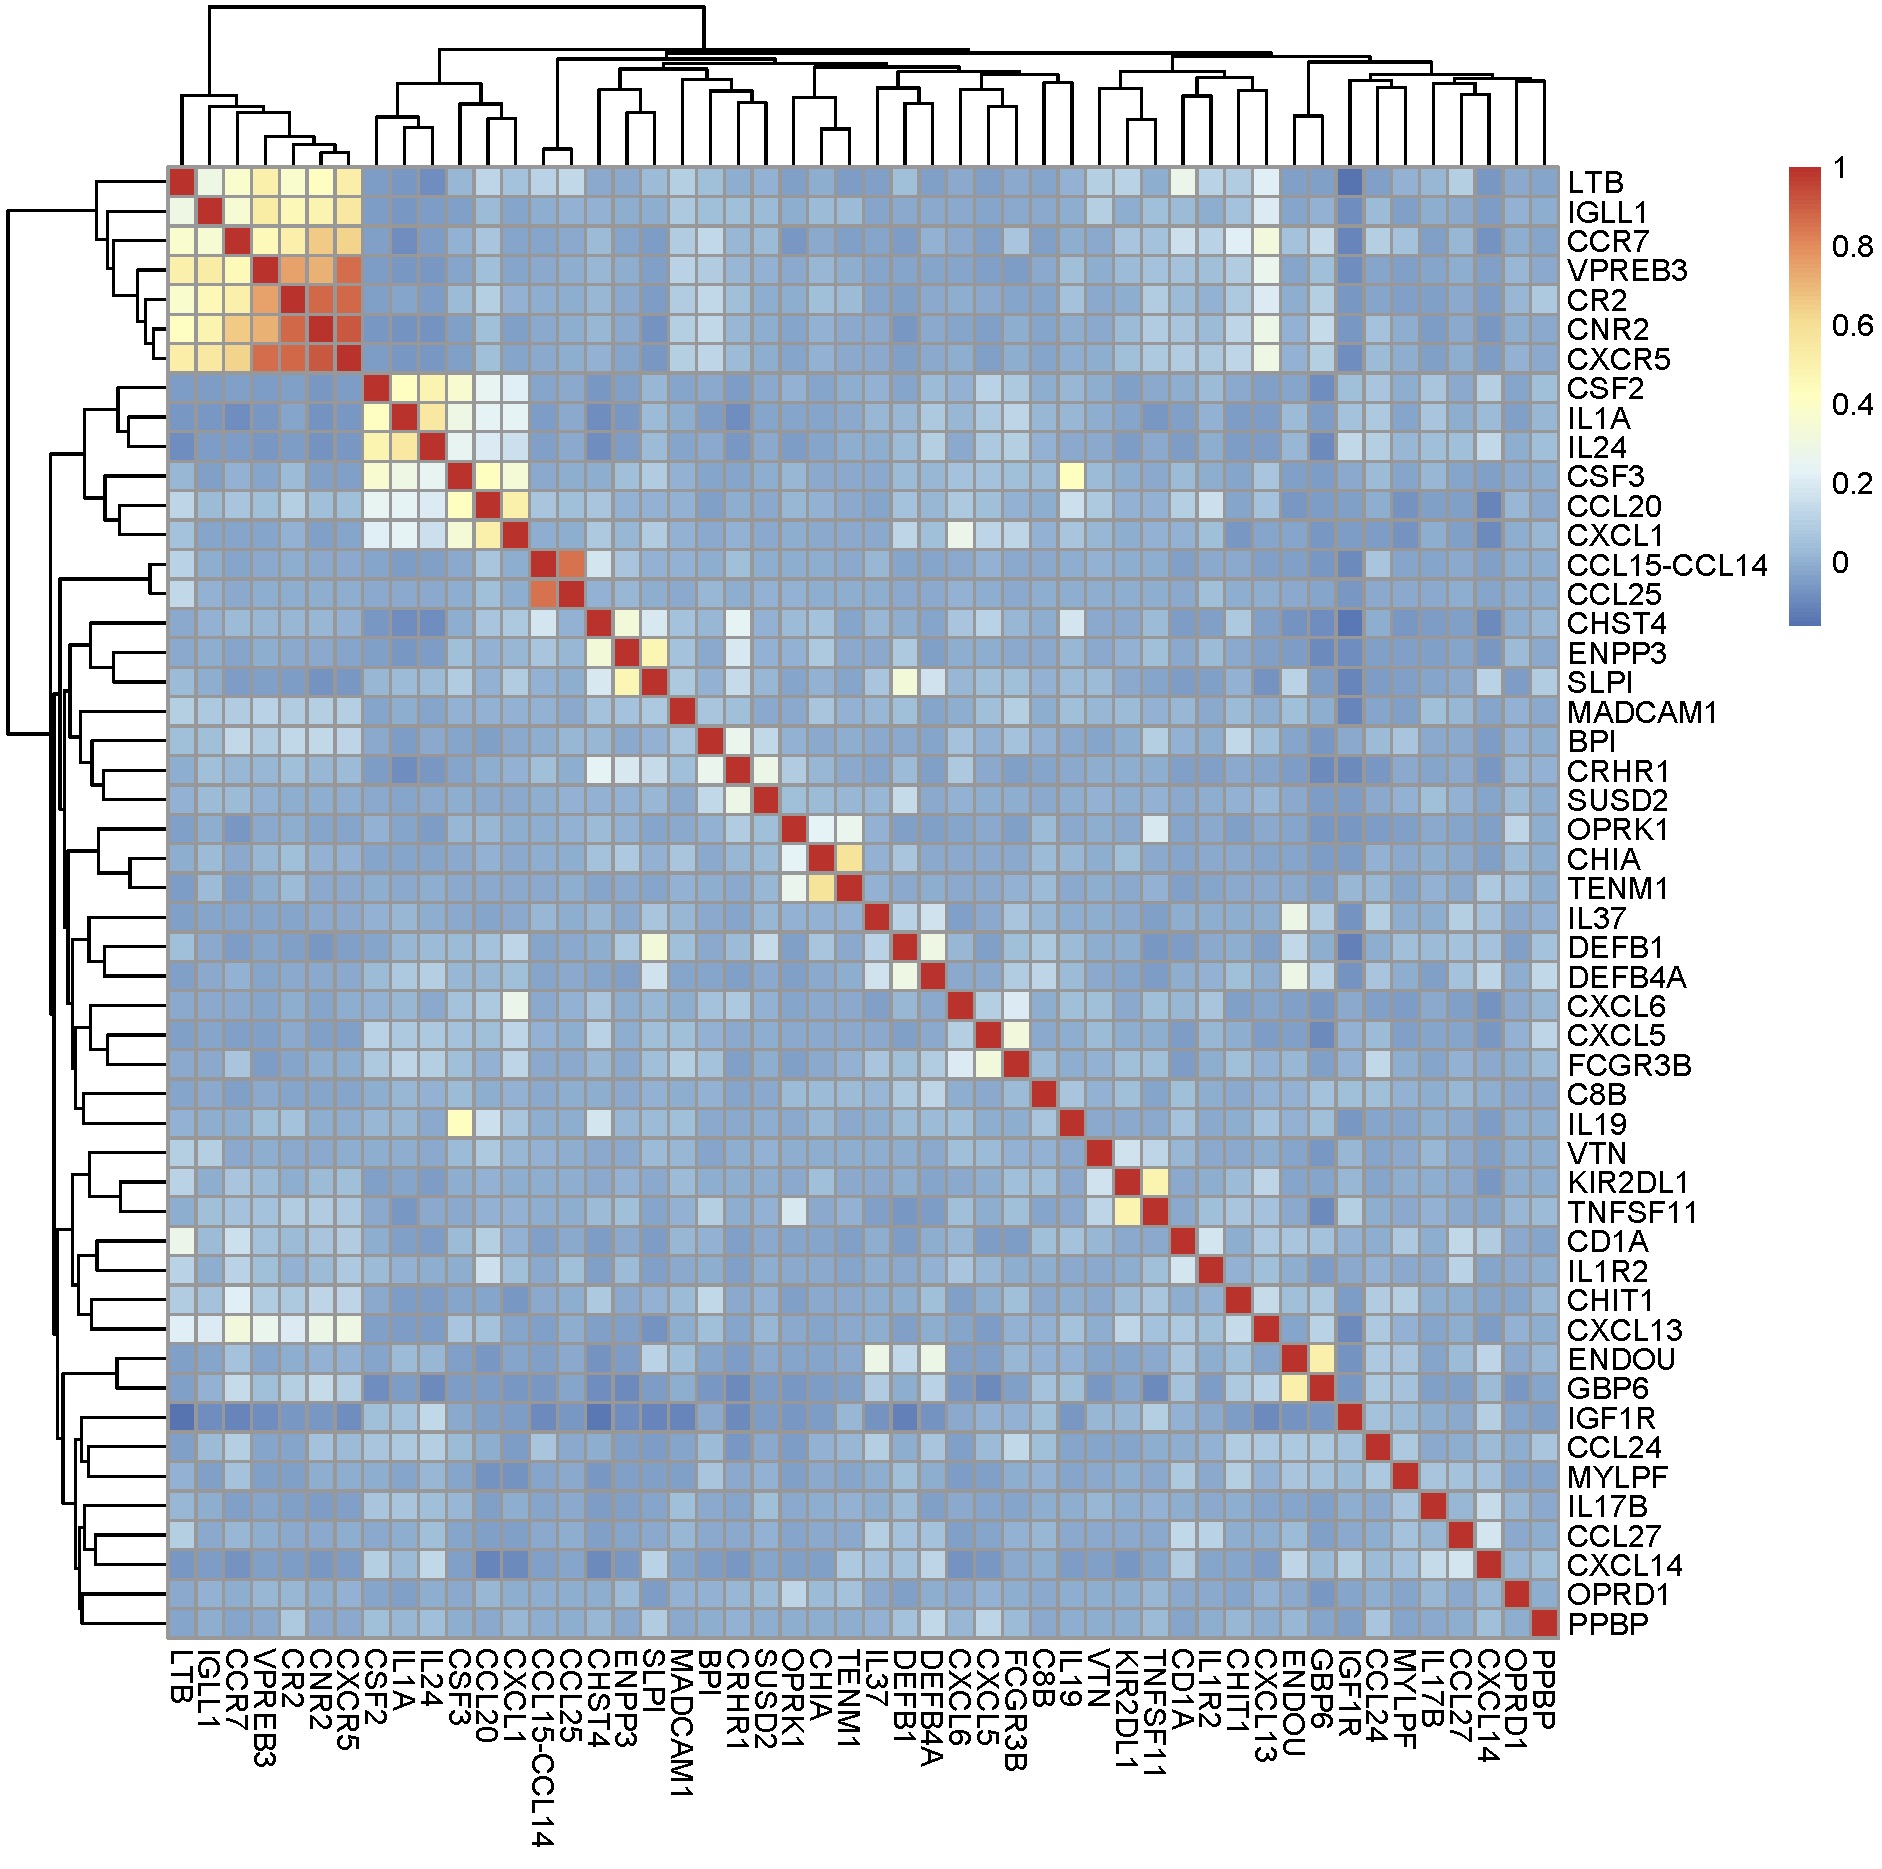 1
0.8
0.6
0.4
0.2
0
LTB
IGLL1
CCR7
VPREB3
CR2
CNR2
CXCR5
CSF2
IL1A
IL24
CSF3
CCL20
CXCL1
CCL15-CCL14
CCL25
CHST4
ENPP3
SLPI
MADCAM1
BPI
CRHR1
SUSD2
OPRK1
CHIA
TENM1
IL37
DEFB1
DEFB4A
CXCL6
CXCL5
FCGR3B
C8B
IL19
VTN
KIR2DL1
TNFSF11
CD1A
IL1R2
CHIT1
CXCL13
ENDOU
GBP6
IGF1R
CCL24
MYLPF
IL17B
CCL27
CXCL14
OPRD1
PPBP
LTB
IGLL1
CCR7
VPREB3
CR2
CNR2
CXCR5
CSF2
IL1A
IL24
CSF3
CCL20
CXCL1
CCL15-CCL14
CCL25
CHST4
ENPP3
SLPI
MADCAM1
BPI
CRHR1
SUSD2
OPRK1
CHIA
TENM1
IL37
DEFB1
DEFB4A
CXCL6
CXCL5
FCGR3B
C8B
IL19
VTN
KIR2DL1
TNFSF11
CD1A
IL1R2
CHIT1
CXCL13
ENDOU
GBP6
IGF1R
CCL24
MYLPF
IL17B
CCL27
CXCL14
OPRD1
PPBP